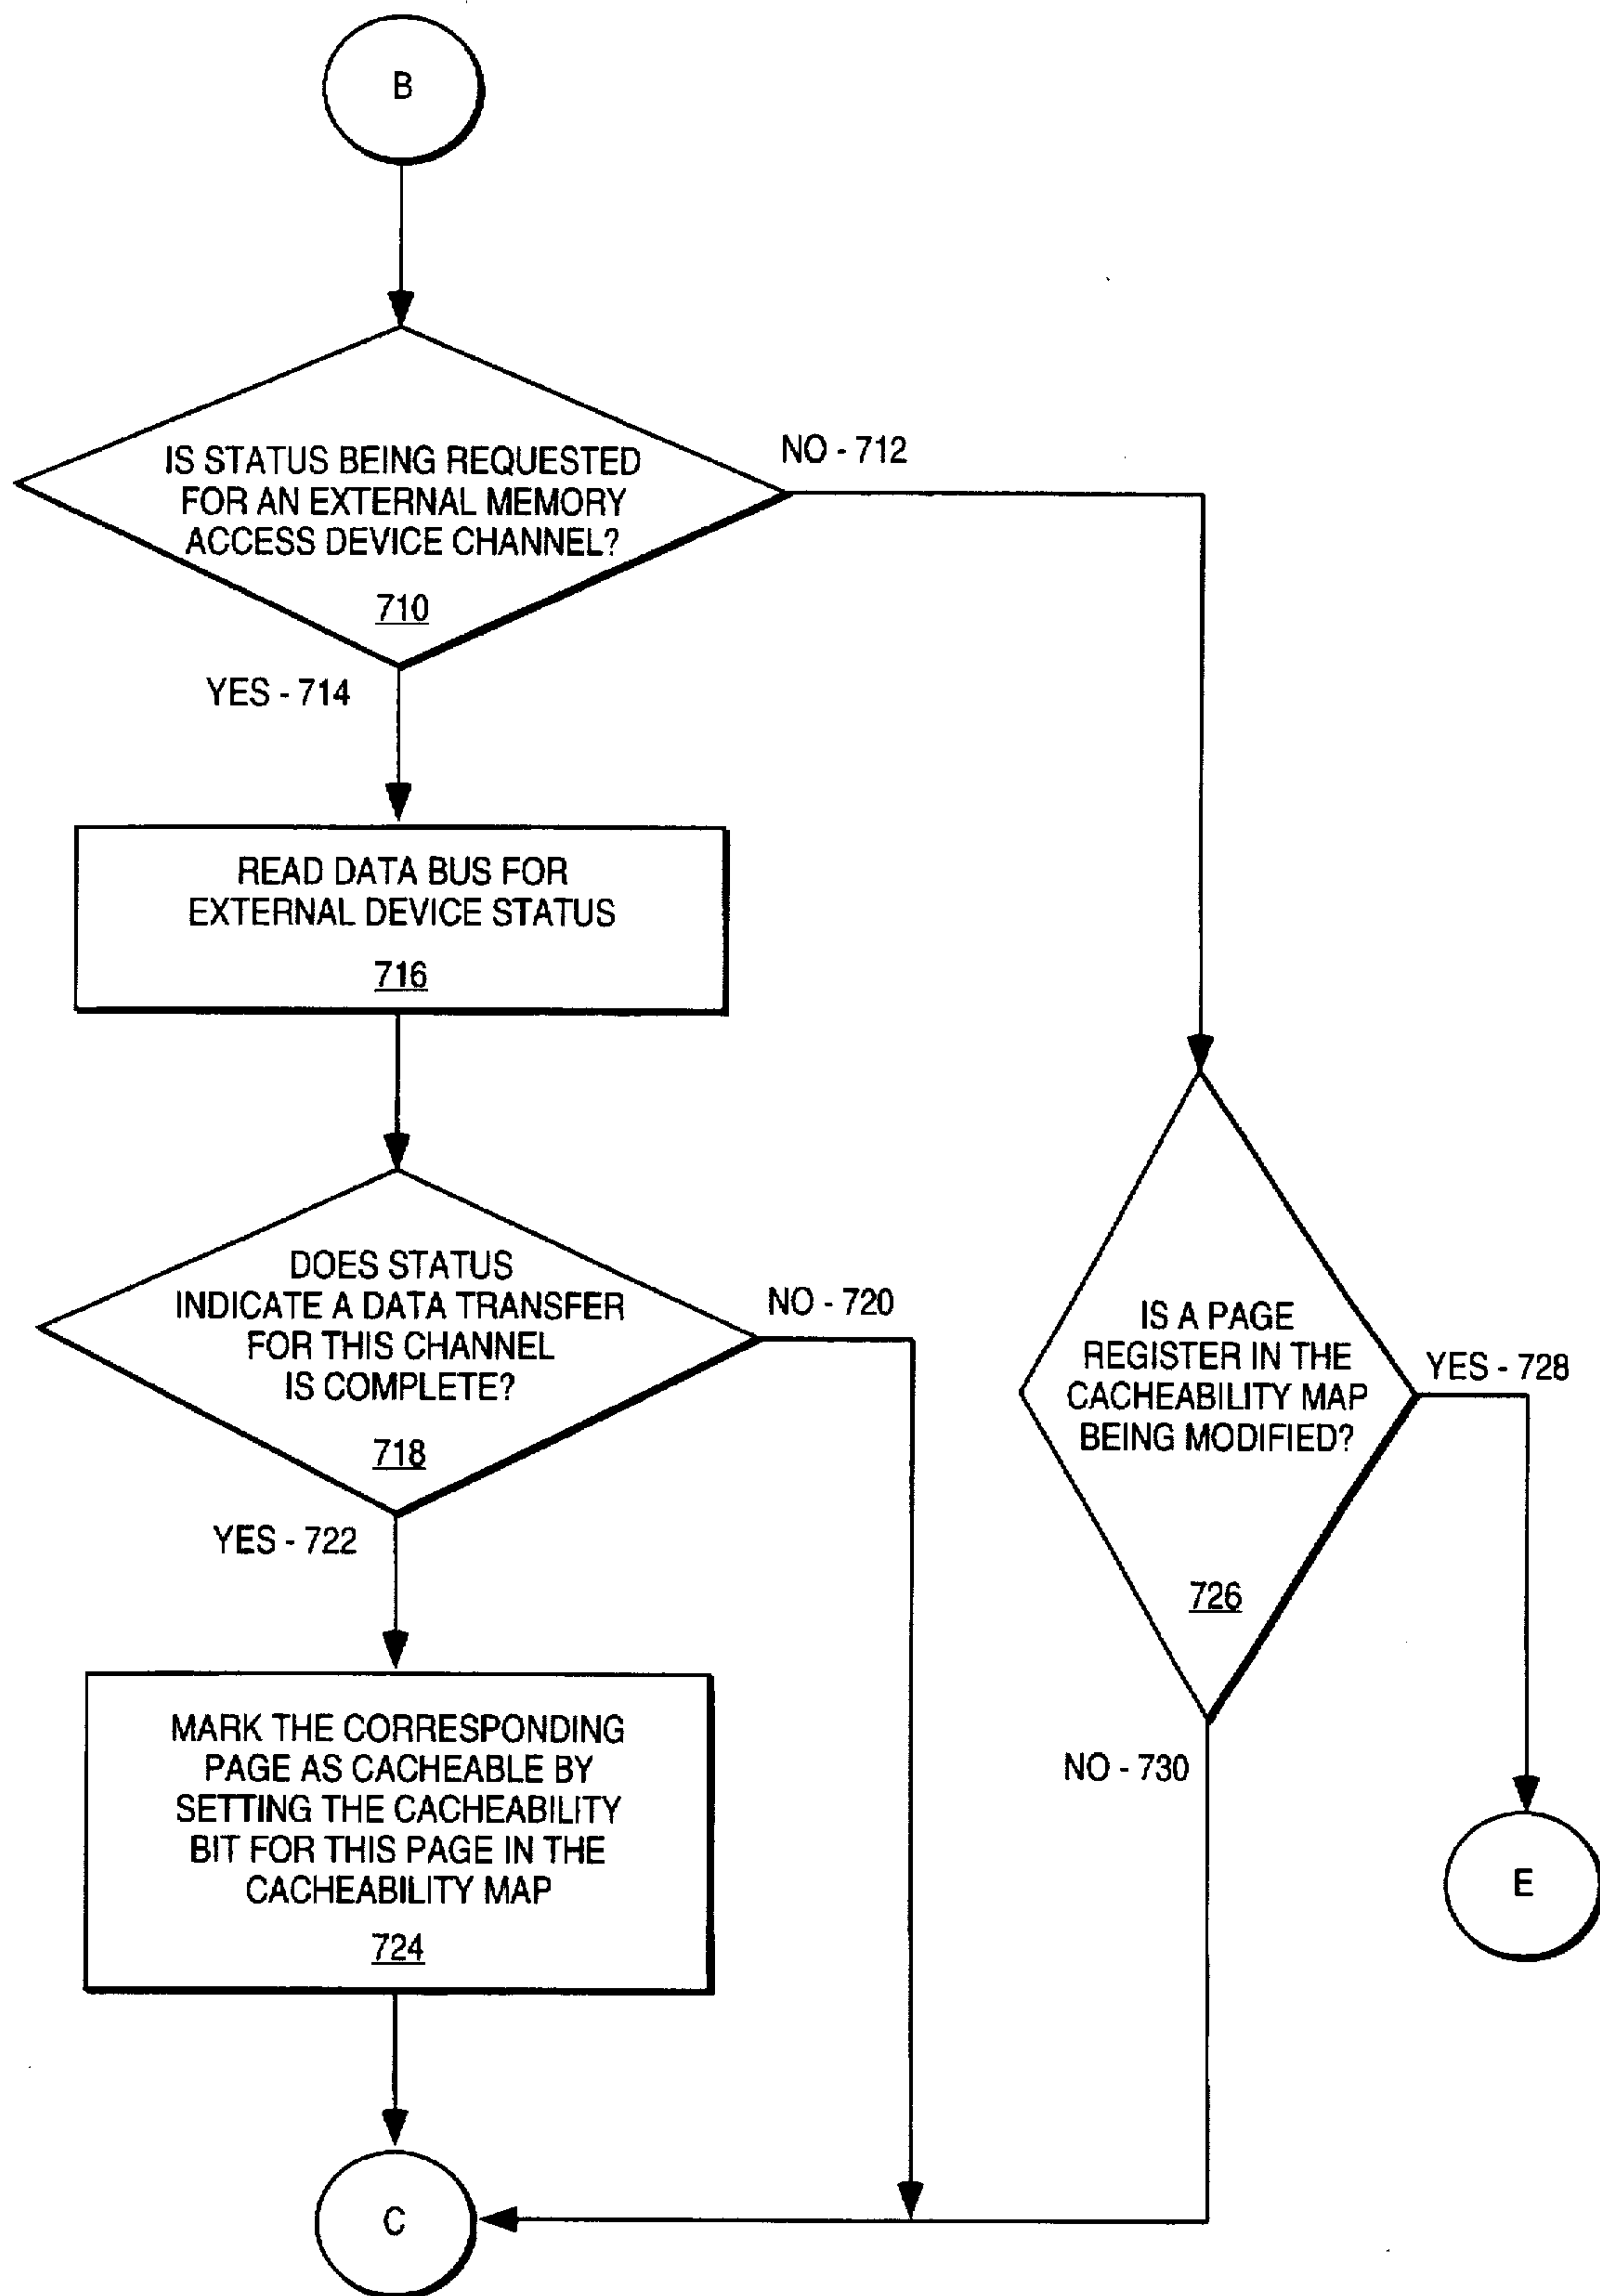 B
IS STATUS BEING REQUESTED
FOR AN EXTERNAL MEMORY
ACCESS DEVICE CHANNEL?
710
NO - 712
YES - 714
READ DATA BUS FOR
EXTERNAL DEVICE STATUS
716
DOES STATUS
INDICATE A DATA TRANSFER
FOR THIS CHANNEL
IS COMPLETE?
718
NO - 720
YES - 722
MARK THE CORRESPONDING
PAGE AS CACHEABLE BY
SETTING THE CACHEABILITY
BIT FOR THIS PAGE IN THE
CACHEABILITY MAP
724
C
IS A PAGE
REGISTER IN THE
CACHEABILITY MAP
BEING MODIFIED?
726
YES - 728
NO - 730
E